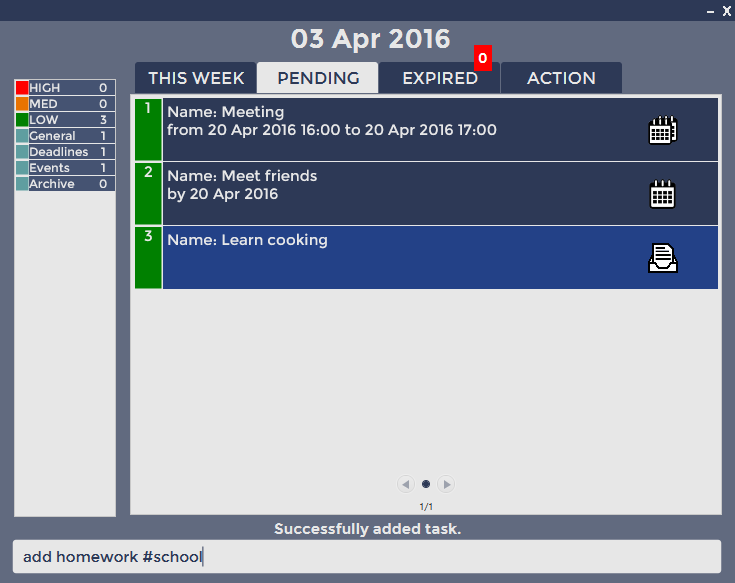 – X
03 Apr 2016
THIS WEEK
PENDING
EXPIRED
0
ACTION
HIGH 0
MED 0
LOW 3
General 1
Deadlines 1
Events 1
Archive 0
1
Name: Meeting
from 20 Apr 2016 16:00 to 20 Apr 2016 17:00
2
Name: Meet friends
by 20 Apr 2016
3
Name: Learn cooking
1/1
Successfully added task.
add homework #school